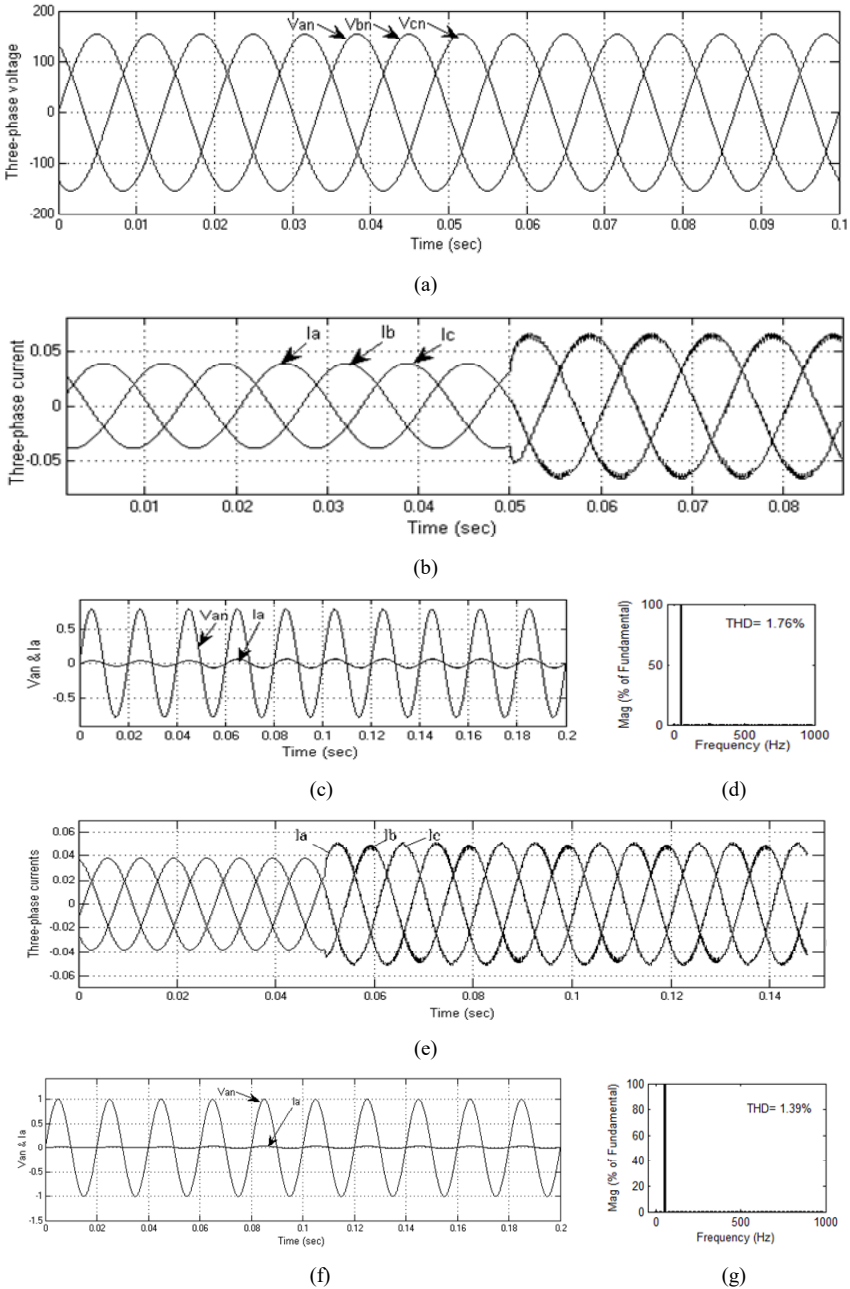 Van Vbn Vcn
Three-phase voltage
200
100
0
-100
-200
0 0.01 0.02 0.03 0.04 0.05 0.06 0.07 0.08 0.09 0.1
Time (sec)
(a)
Ia Ib Ic
Three-phase current
0.05
0
-0.05
0.01 0.02 0.03 0.04 0.05 0.06 0.07 0.08
Time (sec)
(b)
Van Ia
Van & Ia
0.5
0
-0.5
0 0.02 0.04 0.06 0.08 0.1 0.12 0.14 0.16 0.18 0.2
Time (sec)
(c)
THD= 1.76%
Mag (% of Fundamental)
100
50
0
0 500 1000
Frequency (Hz)
(d)
Ia Ib Ic
Three-phase currents
0.06
0.04
0.02
0
-0.02
-0.04
-0.06
0 0.02 0.04 0.06 0.08 0.1 0.12 0.14
Time (sec)
(e)
Van Ia
Van & Ia
1
0.5
0
-0.5
-1
-1.5
0 0.02 0.04 0.06 0.08 0.1 0.12 0.14 0.16 0.18 0.2
Time (sec)
(f)
THD= 1.39%
Mag (% of Fundamental)
100
80
60
40
20
0
0 500 1000
Frequency (Hz)
(g)